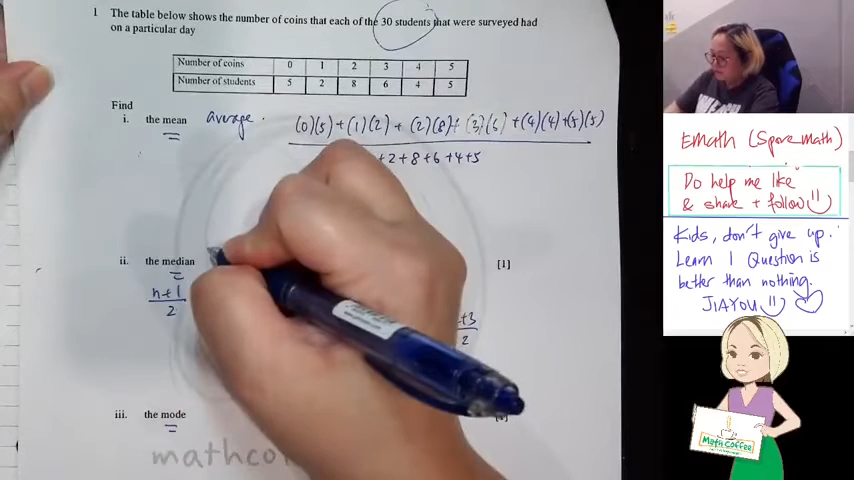 1 The table below shows the number of coins that each of the 30 students that were surveyed had
on a particular day
Number of coins 0 1 2 3 4 5
Number of students 5 2 8 6 4 5
Find
i. the mean average.
(0)(5)+(1)(2) + (2)(8)+(3)(6) +(4)(4)+(5)(5)
+2+8+6+4+5
ii. the median [1]
n+1
2
+3
2
iii. the mode
mathco
EMath (Spore math)
Do help me like
& share + follow
Kids, don't give up.
Learn 1 Question is
better than nothing.
JIAYOU
Math Coffee